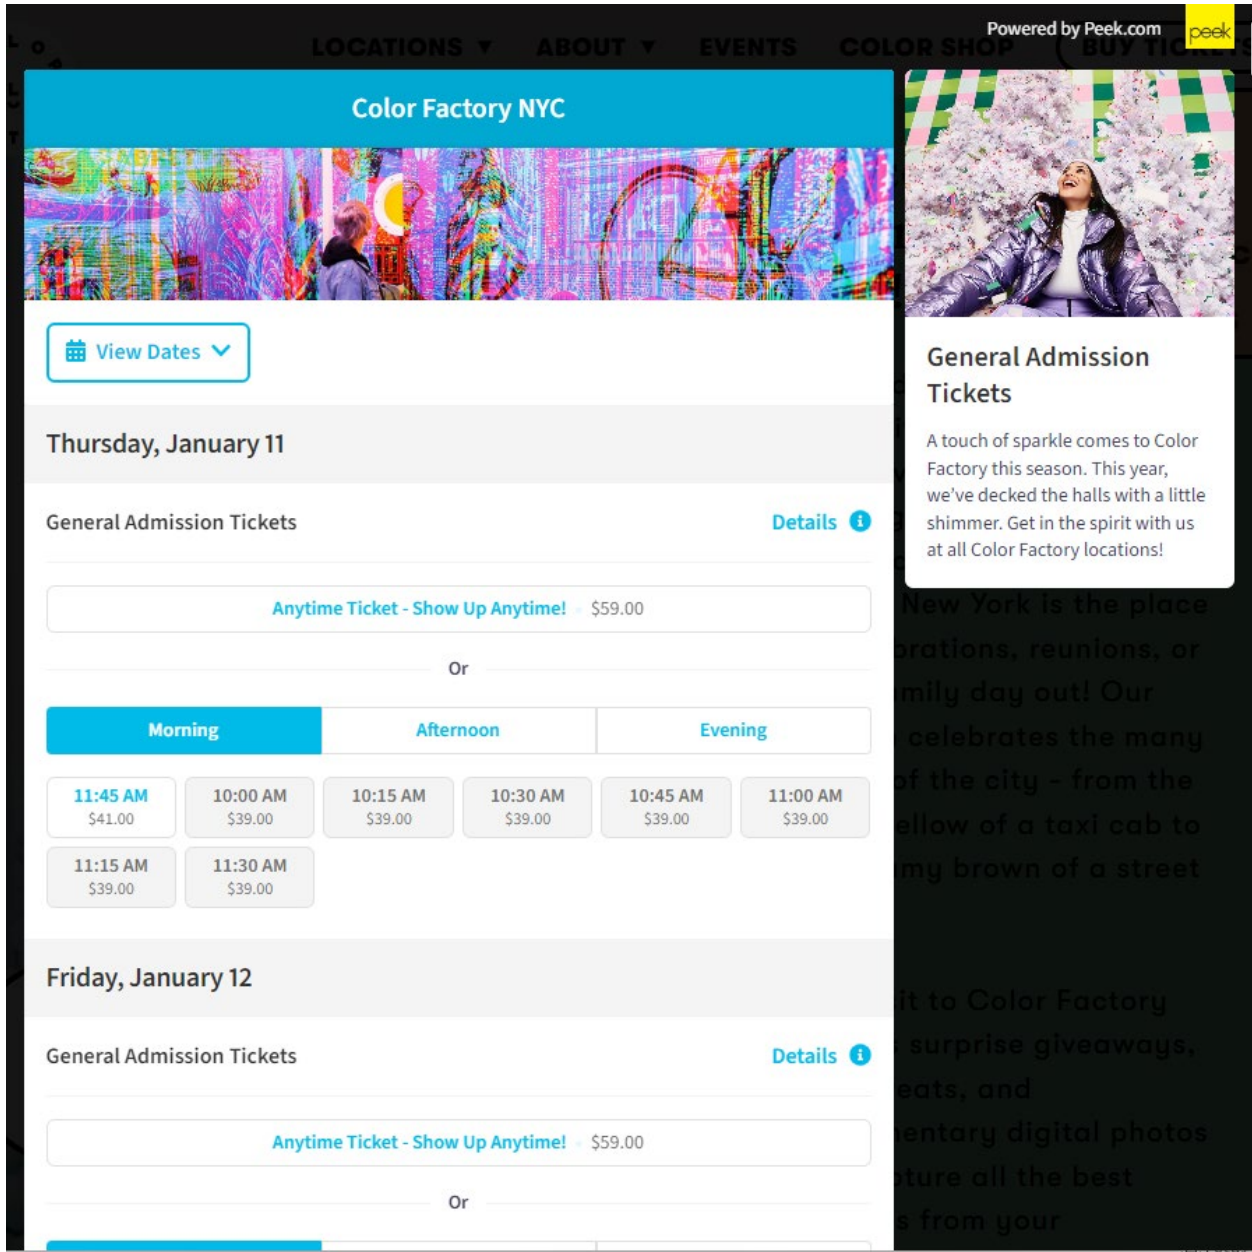 Powered by Peek.com
peek
LOCATIONS ▼ ABOUT ▼ EVENTS COLOR SHOP BUY TICKETS
Color Factory NYC
View Dates
Thursday, January 11
General Admission Tickets
Details
Anytime Ticket - Show Up Anytime! $59.00
Or
Morning Afternoon Evening
11:45 AM 10:00 AM 10:15 AM 10:30 AM 10:45 AM 11:00 AM
$41.00 $39.00 $39.00 $39.00 $39.00 $39.00
11:15 AM 11:30 AM
$39.00 $39.00
Friday, January 12
General Admission Tickets
Details
Anytime Ticket - Show Up Anytime! $59.00
Or
General Admission
Tickets
A touch of sparkle comes to Color
Factory this season. This year,
we've decked the halls with a little
shimmer. Get in the spirit with us
at all Color Factory locations!
New York is the place
reunions, or
day out! Our
celebrates the many
of the city - from the
of a taxi cab to
brown of a street
to Color Factory
surprise giveaways,
and
digital photos
all the best
from your